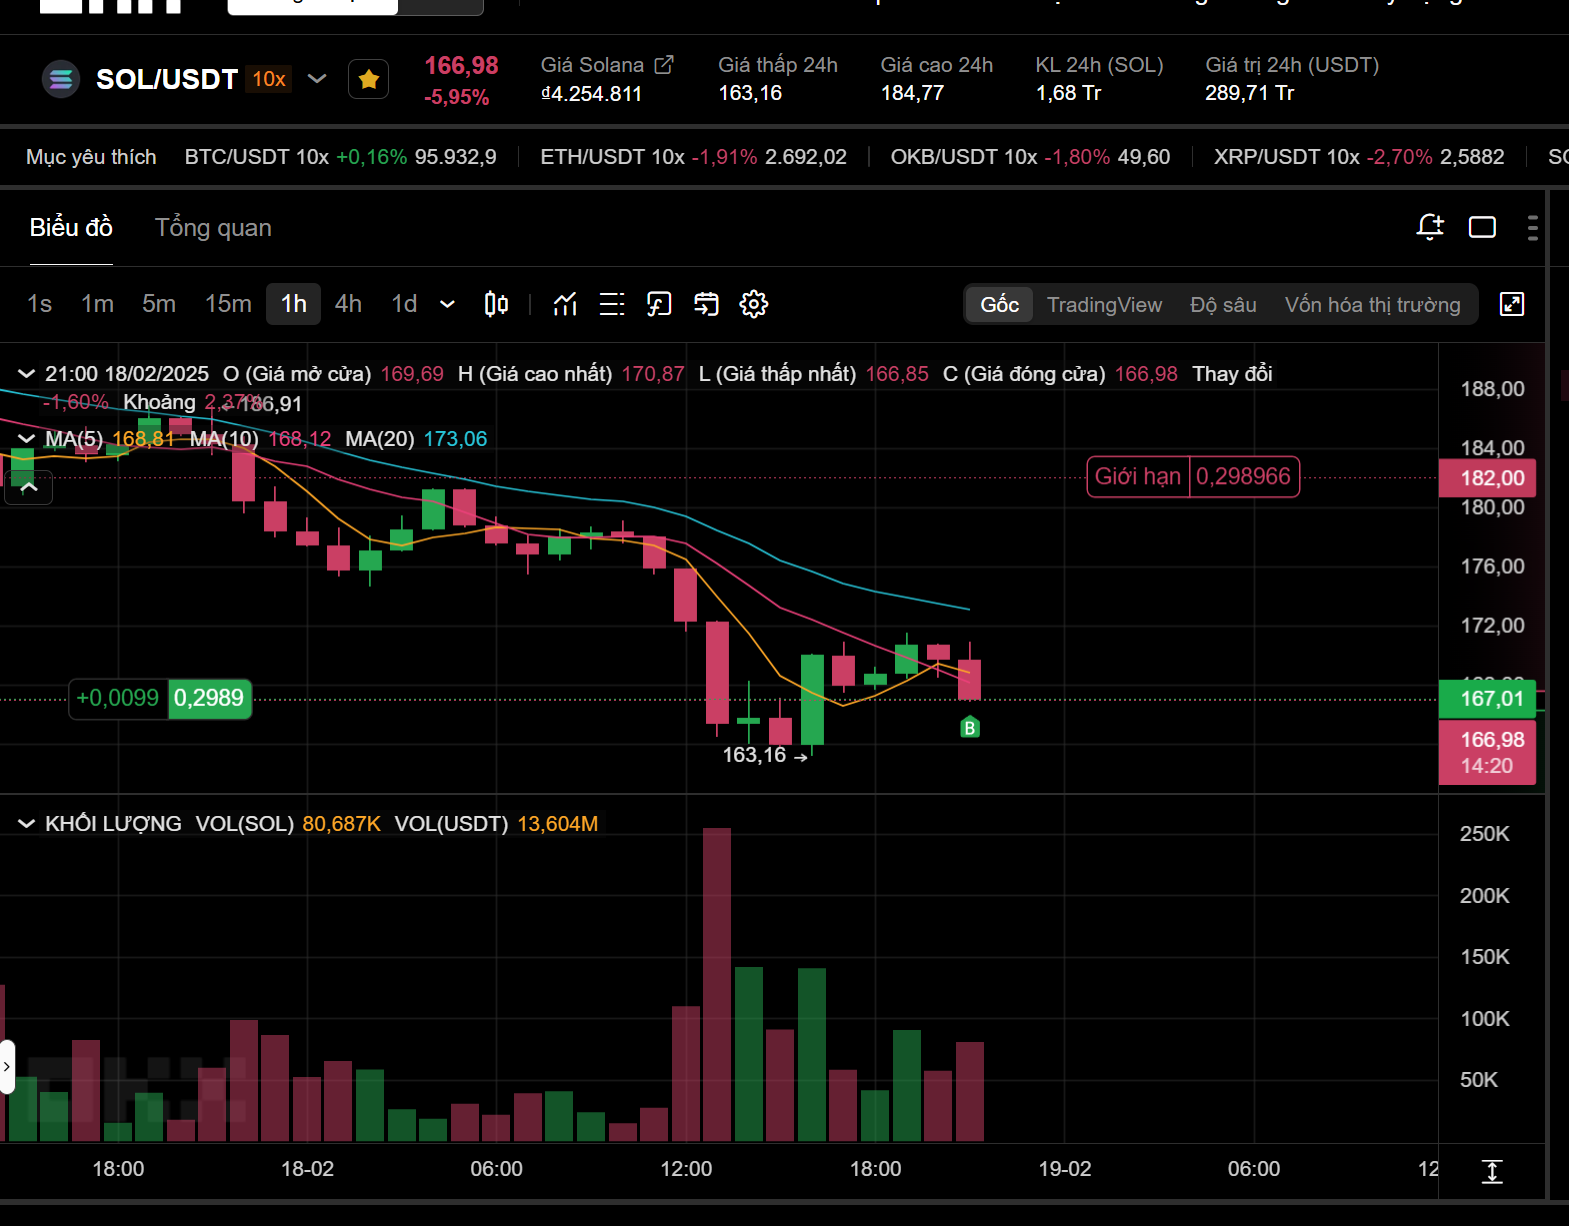 SOL/USDT 10x
166,98
-5,95%
Giá Solana
₫4.254.811
Giá thấp 24h
163,16
Giá cao 24h
184,77
KL 24h (SOL)
1,68 Tr
Giá trị 24h (USDT)
289,71 Tr
Mục yêu thích BTC/USDT 10x +0,16% 95.932,9 ETH/USDT 10x -1,91% 2.692,02 OKB/USDT 10x -1,80% 49,60 XRP/USDT 10x -2,70% 2,5882
Biểu đồ Tổng quan
1s 1m 5m 15m 1h 4h 1d Gốc TradingView Độ sâu Vốn hóa thị trường
21:00 18/02/2025 O (Giá mở cửa) 169,69 H (Giá cao nhất) 170,87 L (Giá thấp nhất) 166,85 C (Giá đóng cửa) 166,98 Thay đổi
-1,60% Khoảng 2,37%
186,91
MA(5) 168,81 MA(10) 168,12 MA(20) 173,06
188,00
184,00
Giới hạn 0,298966
182,00
180,00
176,00
172,00
+0,0099 0,2989
167,01
B
166,98
14:20
163,16
KHỐI LƯỢNG VOL(SOL) 80,687K VOL(USDT) 13,604M
250K
200K
150K
100K
50K
18:00 18-02 06:00 12:00 18:00 19-02 06:00 12